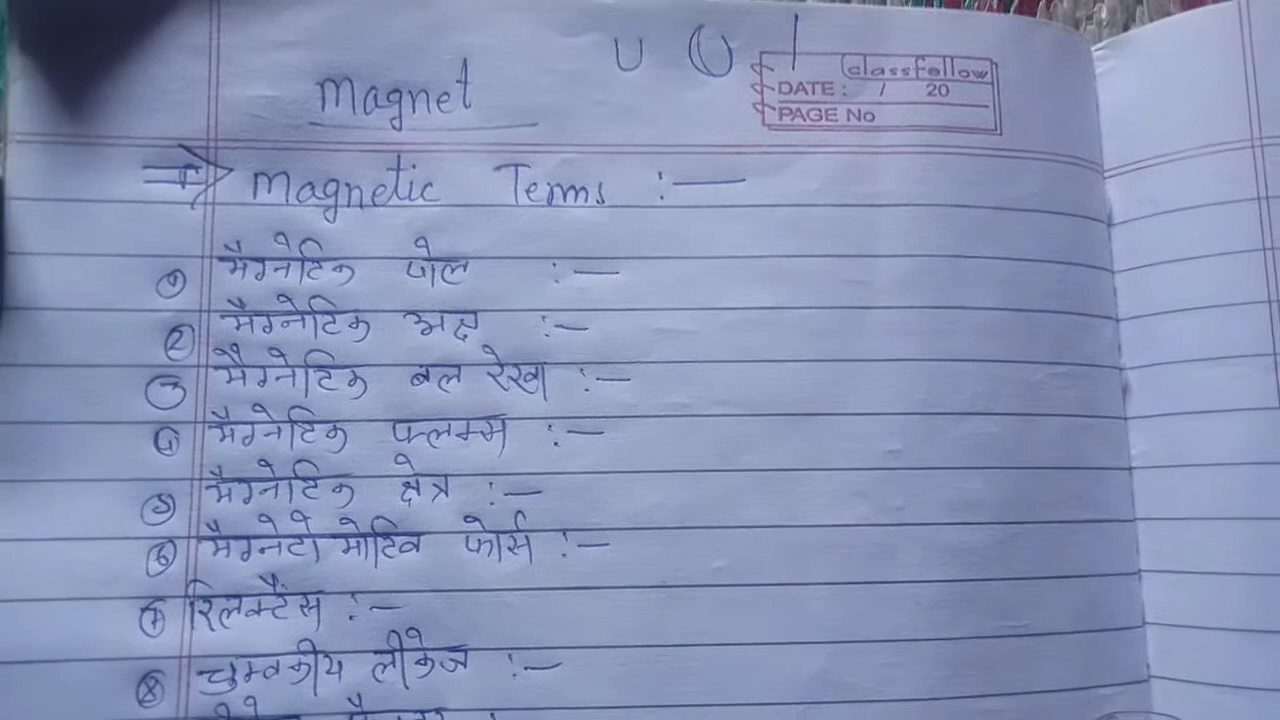 U U |
classfollow
DATE: / 20
PAGE No
Magnet
⇒ Magnetic Terms :—
① मैग्नेटिक पोल :—
② मैग्नेटिक अक्ष :—
③ मैग्नेटिक बल रेखा :—
④ मैग्नेटिक फ्लक्स :—
⑤ मैग्नेटिक क्षेत्र :—
⑥ मैग्नेटो मोटिव फोर्स :—
⑦ रिलक्टैंस :—
⑧ चुम्बकीय लीकेज :—